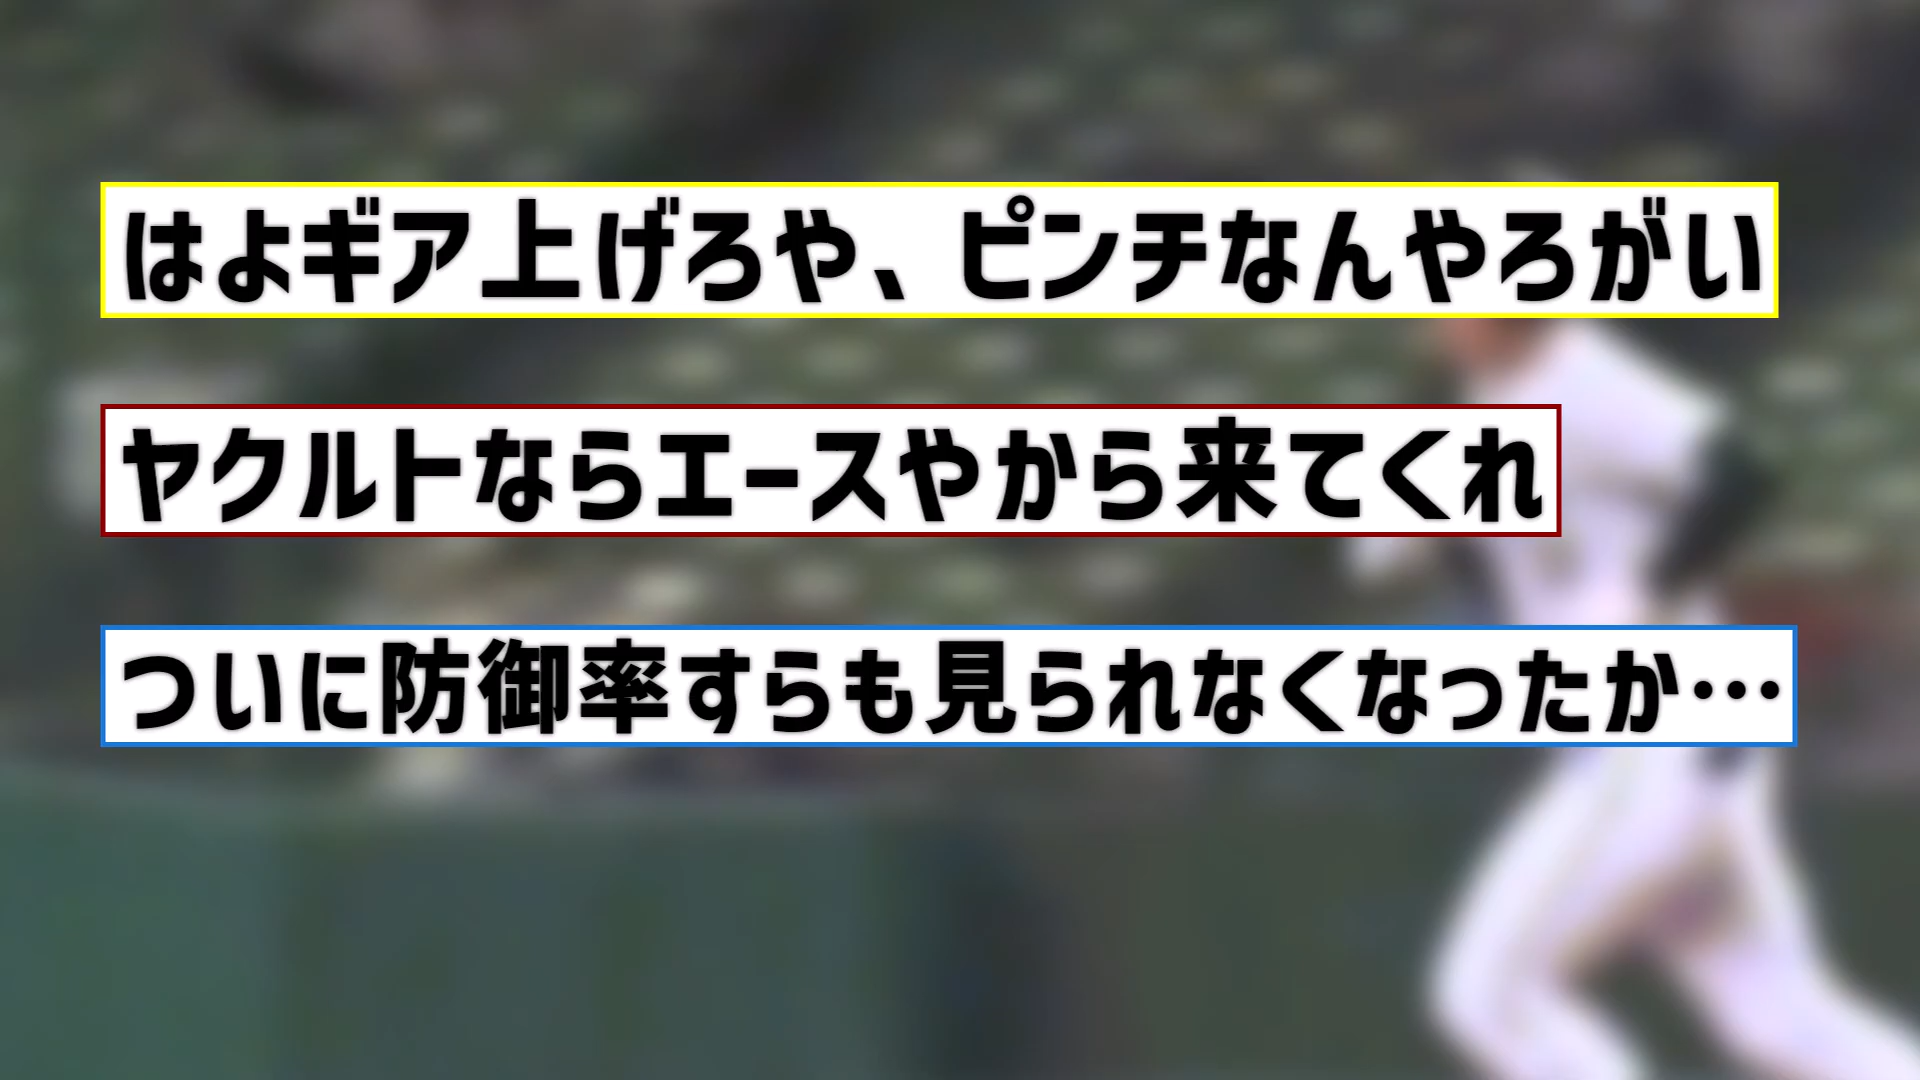 はよギア上げろや、ピンチなんやろがい
ヤクルトならエースやから来てくれ
ついに防御率すらも見られなくなったか…